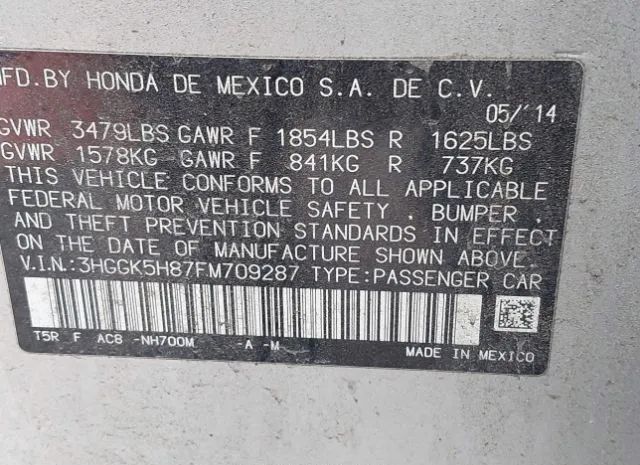 MFD.BY HONDA DE MEXICO S.A. DE C.V.
05/'14
GVWR 3479LBS GAWR F 1854LBS R 1625LBS
GVWR 1578KG GAWR F 841KG R 737KG
THIS VEHICLE CONFORMS TO ALL APPLICABLE
FEDERAL MOTOR VEHICLE SAFETY , BUMPER ,
AND THEFT PREVENTION STANDARDS IN EFFECT
ON THE DATE OF MANUFACTURE SHOWN ABOVE.
V.I.N.:3HGGK5H87FM709287 TYPE:PASSENGER CAR
T5R F AC8 -NH700M -A -M
MADE IN MEXICO